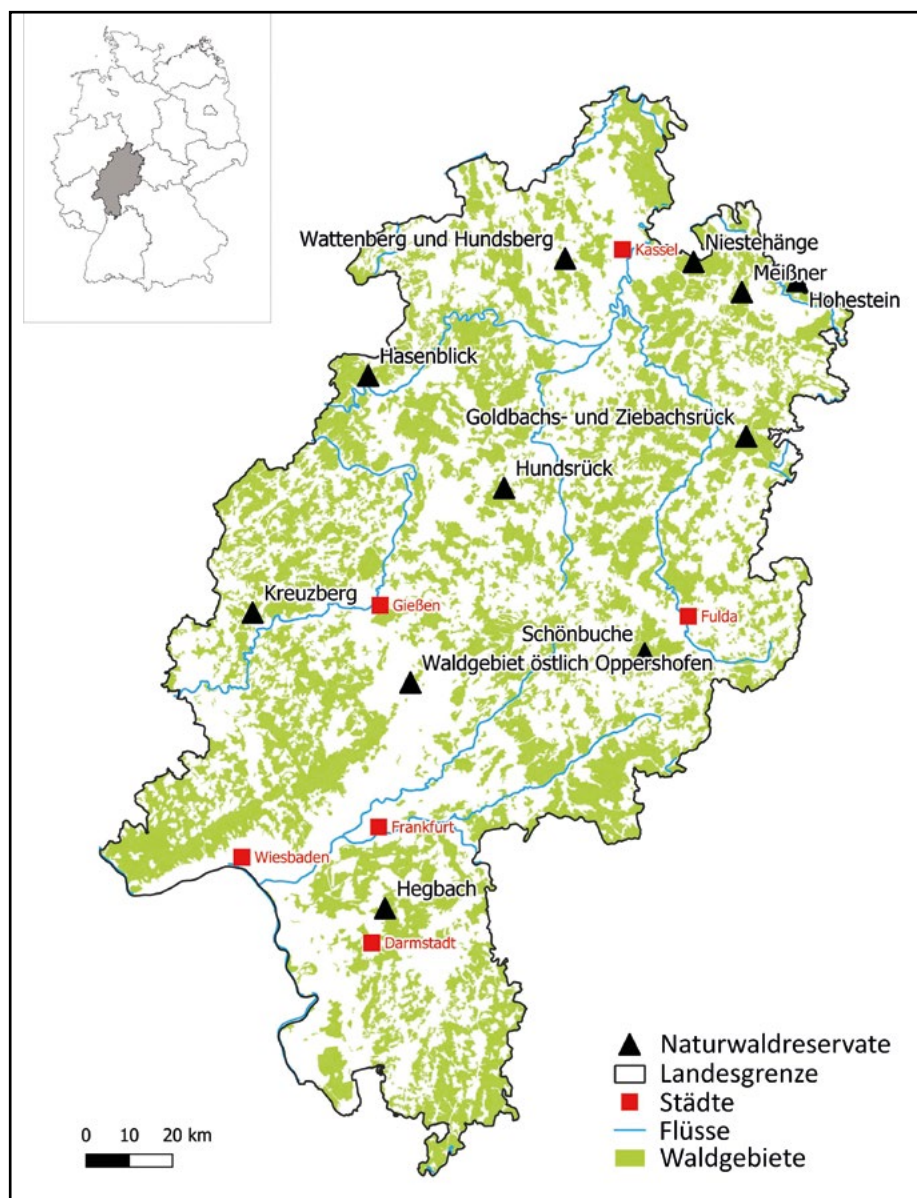 Wattenberg und Hundsberg
Kassel
Niestehänge
Meißner
Hohestein
Hasenblick
Goldbachs- und Ziebachsrück
Hundsrück
Kreuzberg
Gießen
Fulda
Schönbuche
Waldgebiet östlich Oppershofen
Frankfurt
Wiesbaden
Hegbach
Darmstadt
Naturwaldreservate
Landesgrenze
Städte
Flüsse
Waldgebiete
0 10 20 km